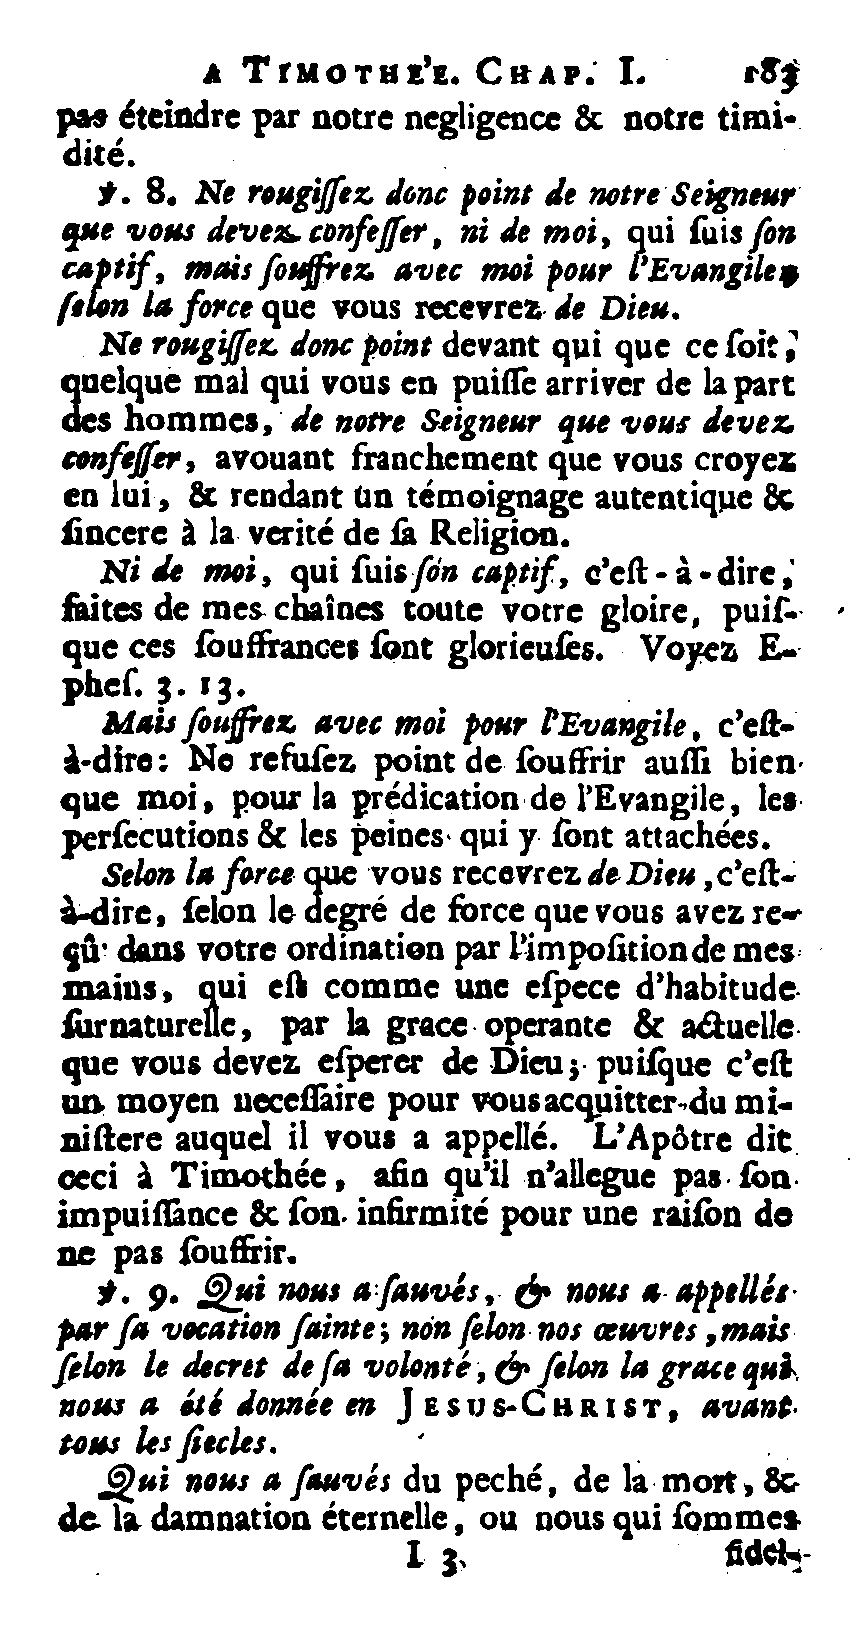 A TIMOTHE'E. CHAP. I. 183
pas éteindre par notre negligence & notre timi-
dité.
℣. 8. Ne rougiſſez donc point de notre Seigneur
que vous devez confeſſer, ni de moi, qui ſuis ſon
captif, mais ſouffrez avec moi pour l'Evangile,
ſelon la force que vous recevrez de Dieu.
Ne rougiſſez donc point devant qui que ce ſoit,
quelque mal qui vous en puiſſe arriver de la part
des hommes, de notre Seigneur que vous devez
confeſſer, avouant franchement que vous croyez
en lui, & rendant un témoignage autentique &
ſincere à la verité de ſa Religion.
Ni de moi, qui ſuis ſon captif, c'eſt-à-dire,
faites de mes chaînes toute votre gloire, puiſ-
que ces ſouffrances ſont glorieuſes. Voyez E-
pheſ. 3. 13.
Mais ſouffrez avec moi pour l'Evangile, c'eſt-
à-dire: Ne refuſez point de ſouffrir auſſi bien
que moi, pour la prédication de l'Evangile, les
perſecutions & les peines qui y ſont attachées.
Selon la force que vous recevrez de Dieu, c'eſt-
à-dire, ſelon le degré de force que vous avez re-
çû dans votre ordination par l'impoſition de mes
mains, qui eſt comme une eſpece d'habitude
ſurnaturelle, par la grace operante & actuelle
que vous devez eſperer de Dieu; puiſque c'eſt
un moyen neceſſaire pour vous acquitter du mi-
niſtere auquel il vous a appellé. L'Apôtre dit
ceci à Timothée, afin qu'il n'allegue pas ſon
impuiſſance & ſon infirmité pour une raiſon de
ne pas ſouffrir.
℣. 9. Qui nous a ſauvés, & nous a appellés
par ſa vocation ſainte; non ſelon nos œuvres, mais
ſelon le decret de ſa volonté, & ſelon la grace qui
nous a été donnée en JESUS-CHRIST, avant
tous les ſiecles.
Qui nous a ſauvés du peché, de la mort, &
de la damnation éternelle, ou nous qui ſommes
I 3 fidel-